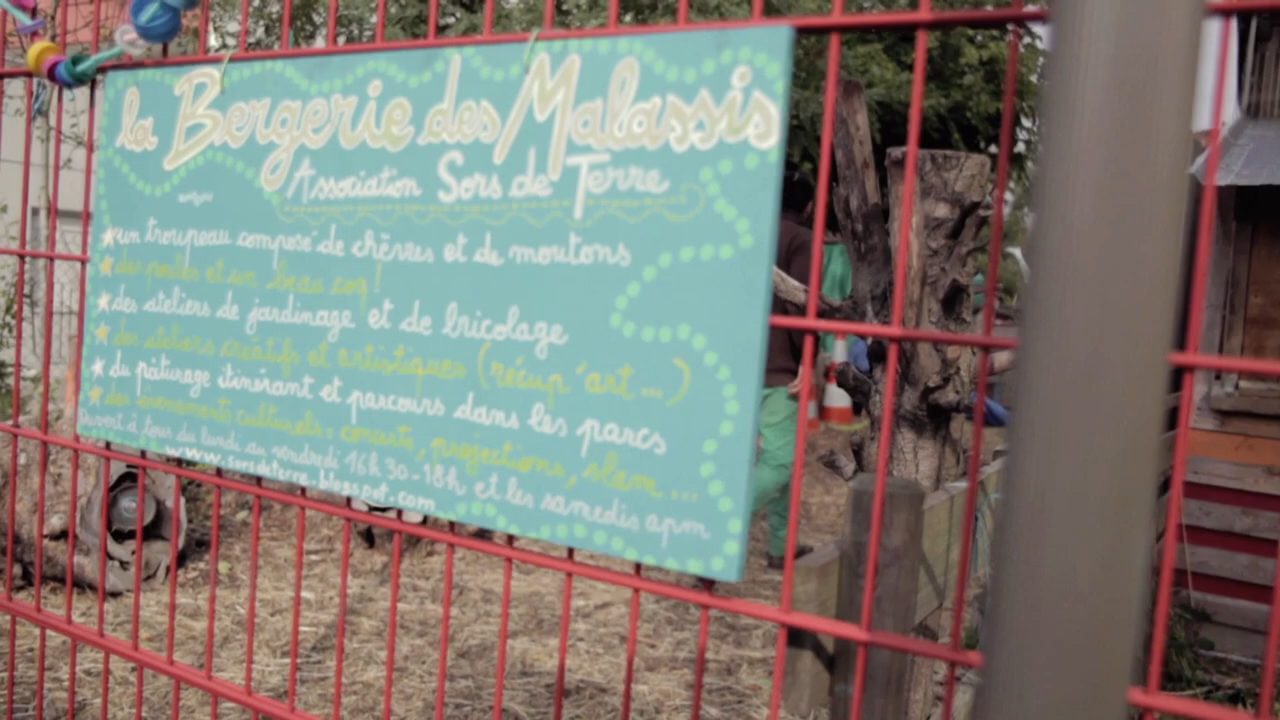 la Bergerie des Malassis
Association Sors de Terre
un troupeau composé de chèvres et de moutons
des poules et un beau coq!
des ateliers de jardinage et de bricolage
des ateliers créatifs et artistiques (récup'art...)
du pâturage itinérant et parcours dans les parcs
des évenements culturels: concerts, projections, slam...
Ouvert à tous du lundi au vendredi 16h30-18h et les samedis apm
www.sorsdeterre.blogspot.com